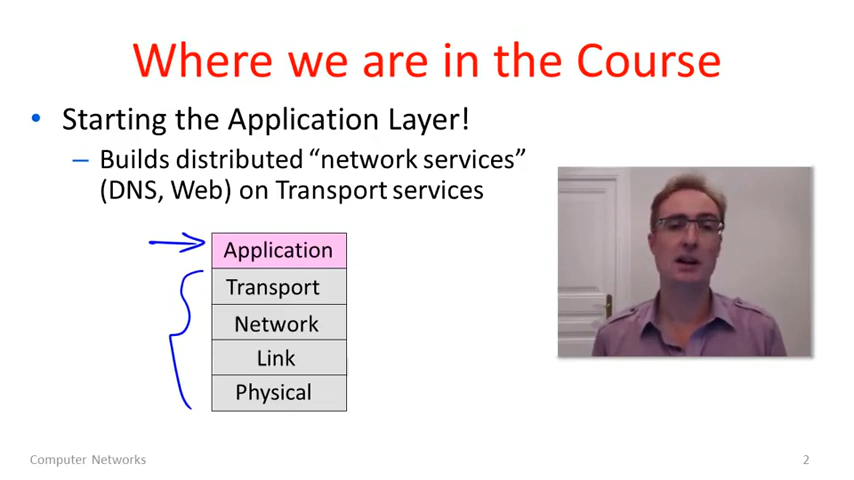 Where we are in the Course
• Starting the Application Layer!
– Builds distributed “network services”
(DNS, Web) on Transport services
Application
Transport
Network
Link
Physical
Computer Networks
2